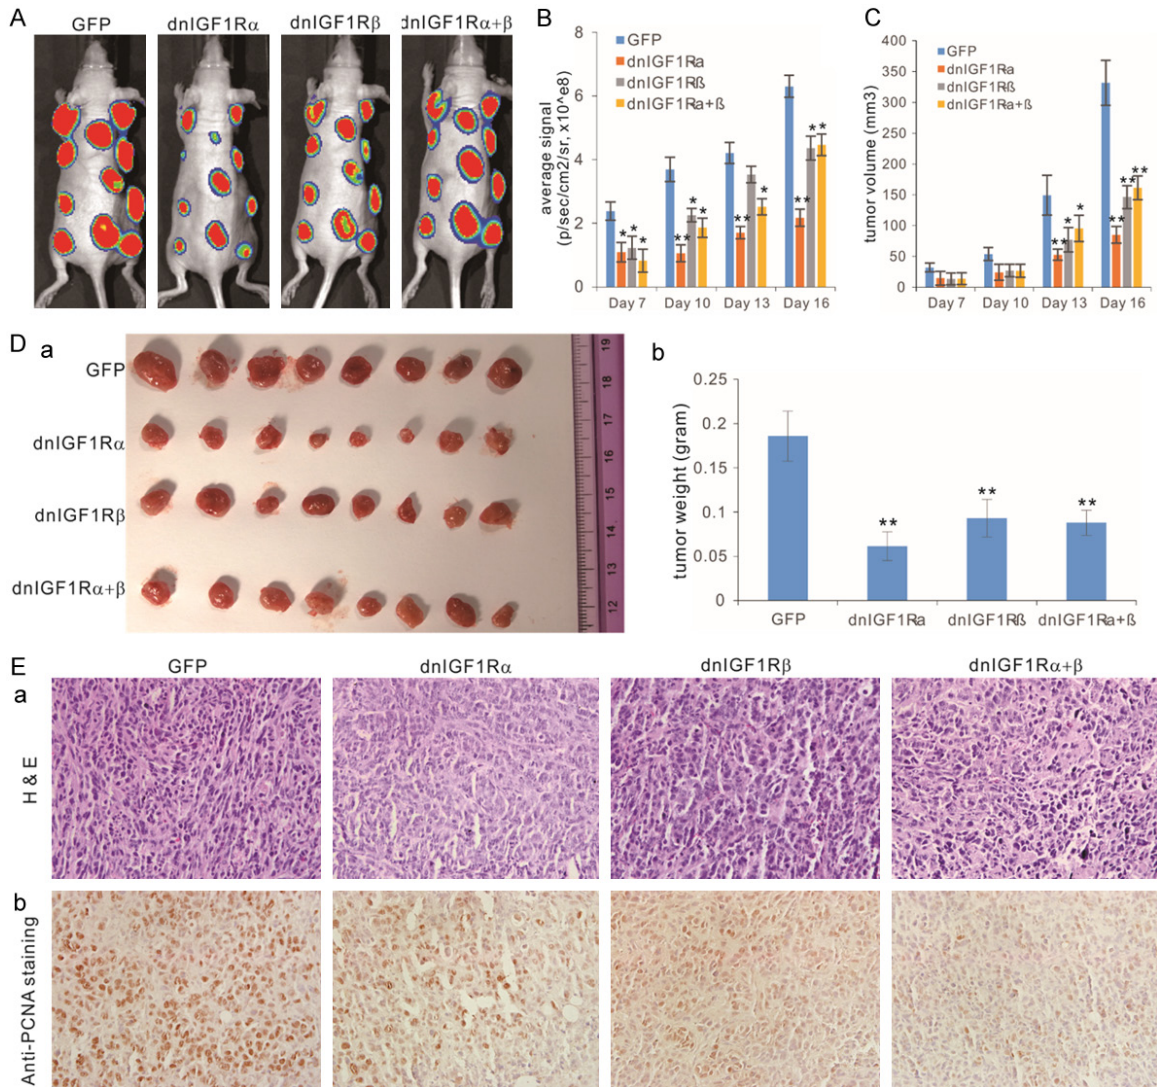 A
GFP
dnIGF1Rα
dnIGF1Rβ
dnIGF1Rα+β
B
average signal
(p/sec/cm2/sr, x10^e8)
8
6
4
2
0
GFP
dnIGF1Ra
dnIGF1Rß
dnIGF1Ra+ß
* * *
** * *
** *
** * *
Day 7 Day 10 Day 13 Day 16
C
tumor volume (mm3)
400
350
300
250
200
150
100
50
0
GFP
dnIGF1Ra
dnIGF1Rß
dnIGF1Ra+ß
** * *
** ** **
Day 7 Day 10 Day 13 Day 16
D
a
GFP
dnIGF1Rα
dnIGF1Rβ
dnIGF1Rα+β
19
18
17
16
15
14
13
12
b
tumor weight (gram)
0.25
0.2
0.15
0.1
0.05
0
** ** **
GFP dnIGF1Ra dnIGF1Rß dnIGF1Ra+ß
E
GFP dnIGF1Rα dnIGF1Rβ dnIGF1Rα+β
a
H & E
b
Anti-PCNA staining